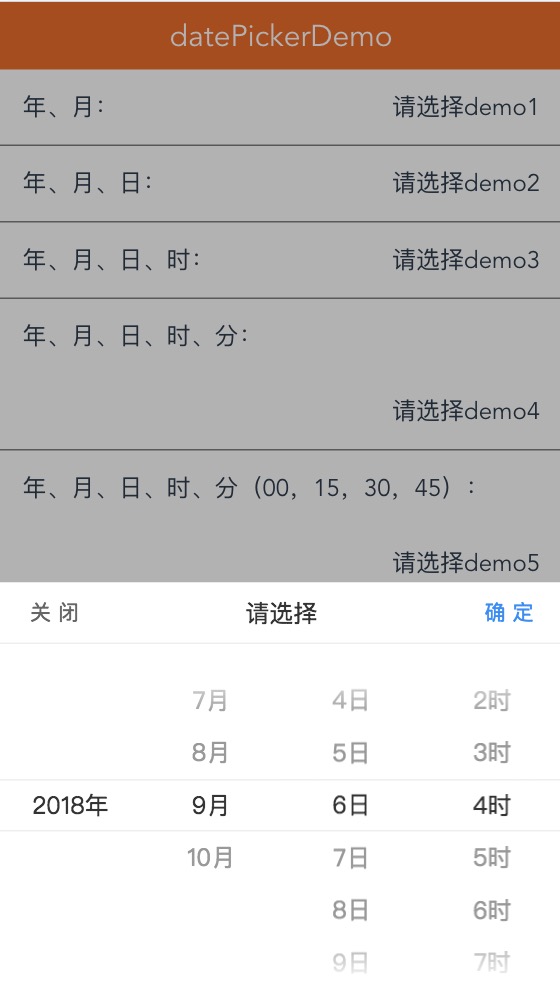 datePickerDemo
年、月： 请选择demo1
年、月、日： 请选择demo2
年、月、日、时： 请选择demo3
年、月、日、时、分：
请选择demo4
年、月、日、时、分（00，15，30，45）：
请选择demo5
关 闭 请选择 确 定
7月 4日 2时
8月 5日 3时
2018年 9月 6日 4时
10月 7日 5时
8日 6时
9日 7时